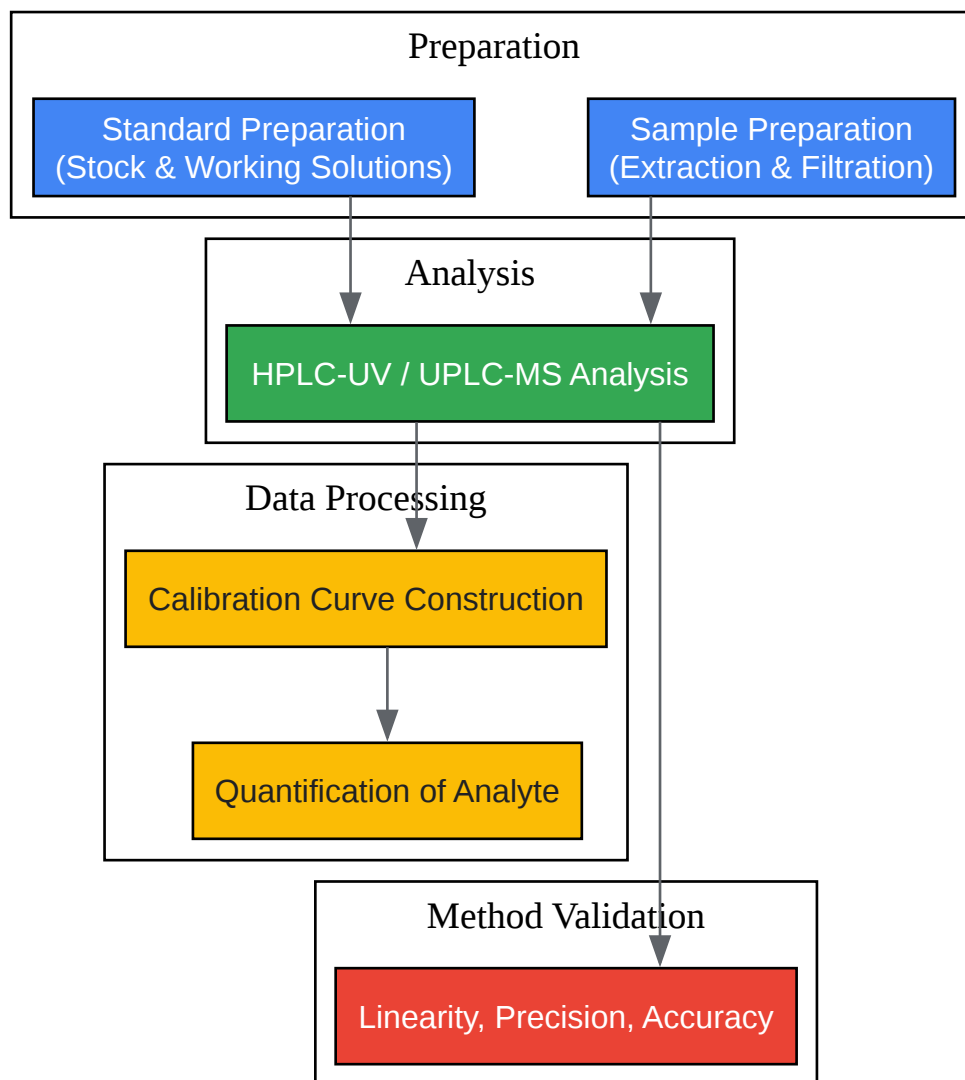 Preparation
Standard Preparation
(Stock & Working Solutions)
Sample Preparation
(Extraction & Filtration)
Analysis
HPLC-UV / UPLC-MS Analysis
Data Processing
Calibration Curve Construction
Quantification of Analyte
Method Validation
Linearity, Precision, Accuracy